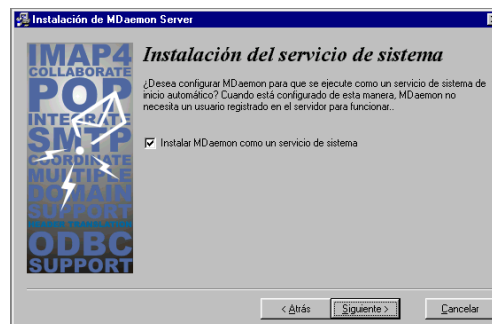 Instalación de MDaemon Server
Instalación del servicio de sistema
¿Desea configurar MDaemon para que se ejecute como un servicio de sistema de
inicio automático? Cuando está configurado de esta manera, MDaemon no
necesita un usuario registrado en el servidor para funcionar..
Instalar MDaemon como un servicio de sistema
IMAP4
COLLABORATE
POP
INTEGRATE
SMTP
COORDINATE
MULTIPLE
DOMAIN
SUPPORT
ODBC
SUPPORT
< Atrás
Siguiente >
Cancelar